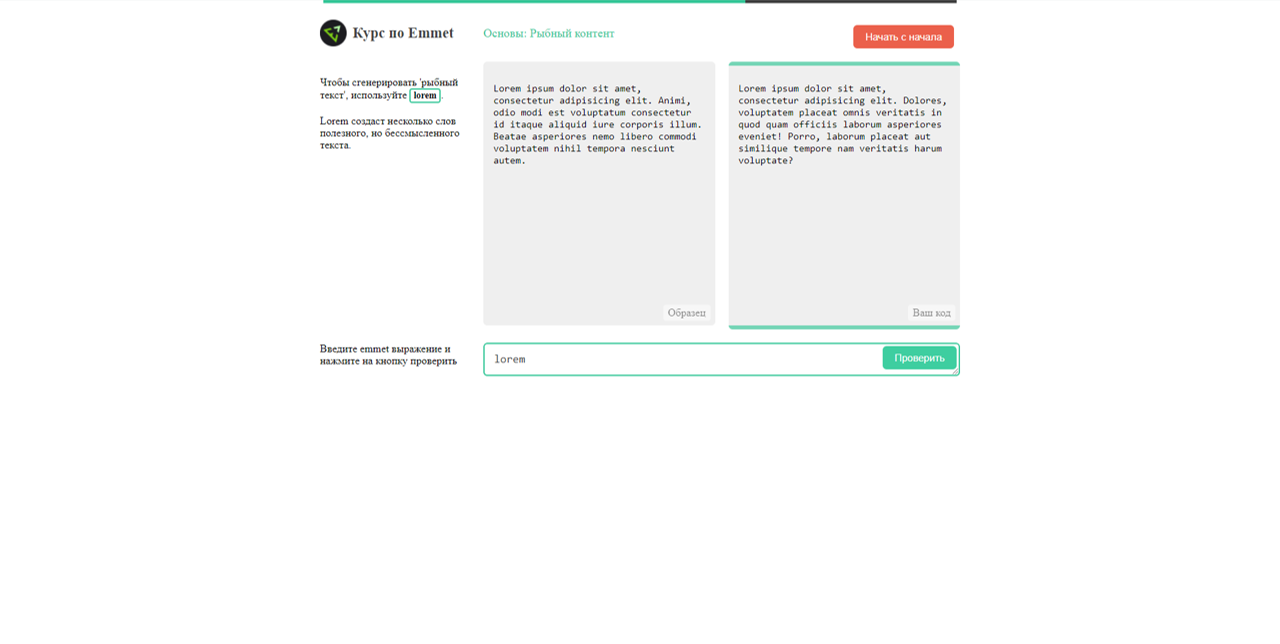 Курс по Emmet
Основы: Рыбный контент
Начать с начала
Чтобы сгенерировать 'рыбный
текст', используйте lorem.
Lorem создаст несколько слов
полезного, но бессмысленного
текста.
Lorem ipsum dolor sit amet,
consectetur adipisicing elit. Animi,
odio modi est voluptatum consectetur
id itaque aliquid iure corporis illum.
Beatae asperiores nemo libero commodi
voluptatem nihil tempora nesciunt
autem.
Образец
Lorem ipsum dolor sit amet,
consectetur adipisicing elit. Dolores,
voluptatem placeat omnis veritatis in
quod quam officiis laborum asperiores
eveniet! Porro, laborum placeat aut
similique tempore nam veritatis harum
voluptate?
Ваш код
Введите emmet выражение и
нажмите на кнопку проверить
lorem
Проверить